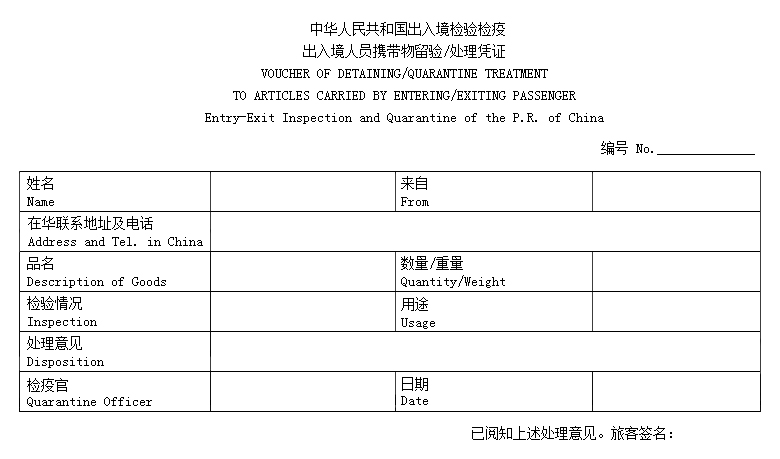 中华人民共和国出入境检验检疫
出入境人员携带物留验/处理凭证
VOUCHER OF DETAINING/QUARANTINE TREATMENT
TO ARTICLES CARRIED BY ENTERING/EXITING PASSENGER
Entry-Exit Inspection and Quarantine of the P.R. of China
编号 No.______________
姓名 来自
Name From
在华联系地址及电话
Address and Tel. in China
品名 数量/重量
Description of Goods Quantity/Weight
检验情况 用途
Inspection Usage
处理意见
Disposition
检疫官 日期
Quarantine Officer Date
已阅知上述处理意见。旅客签名：